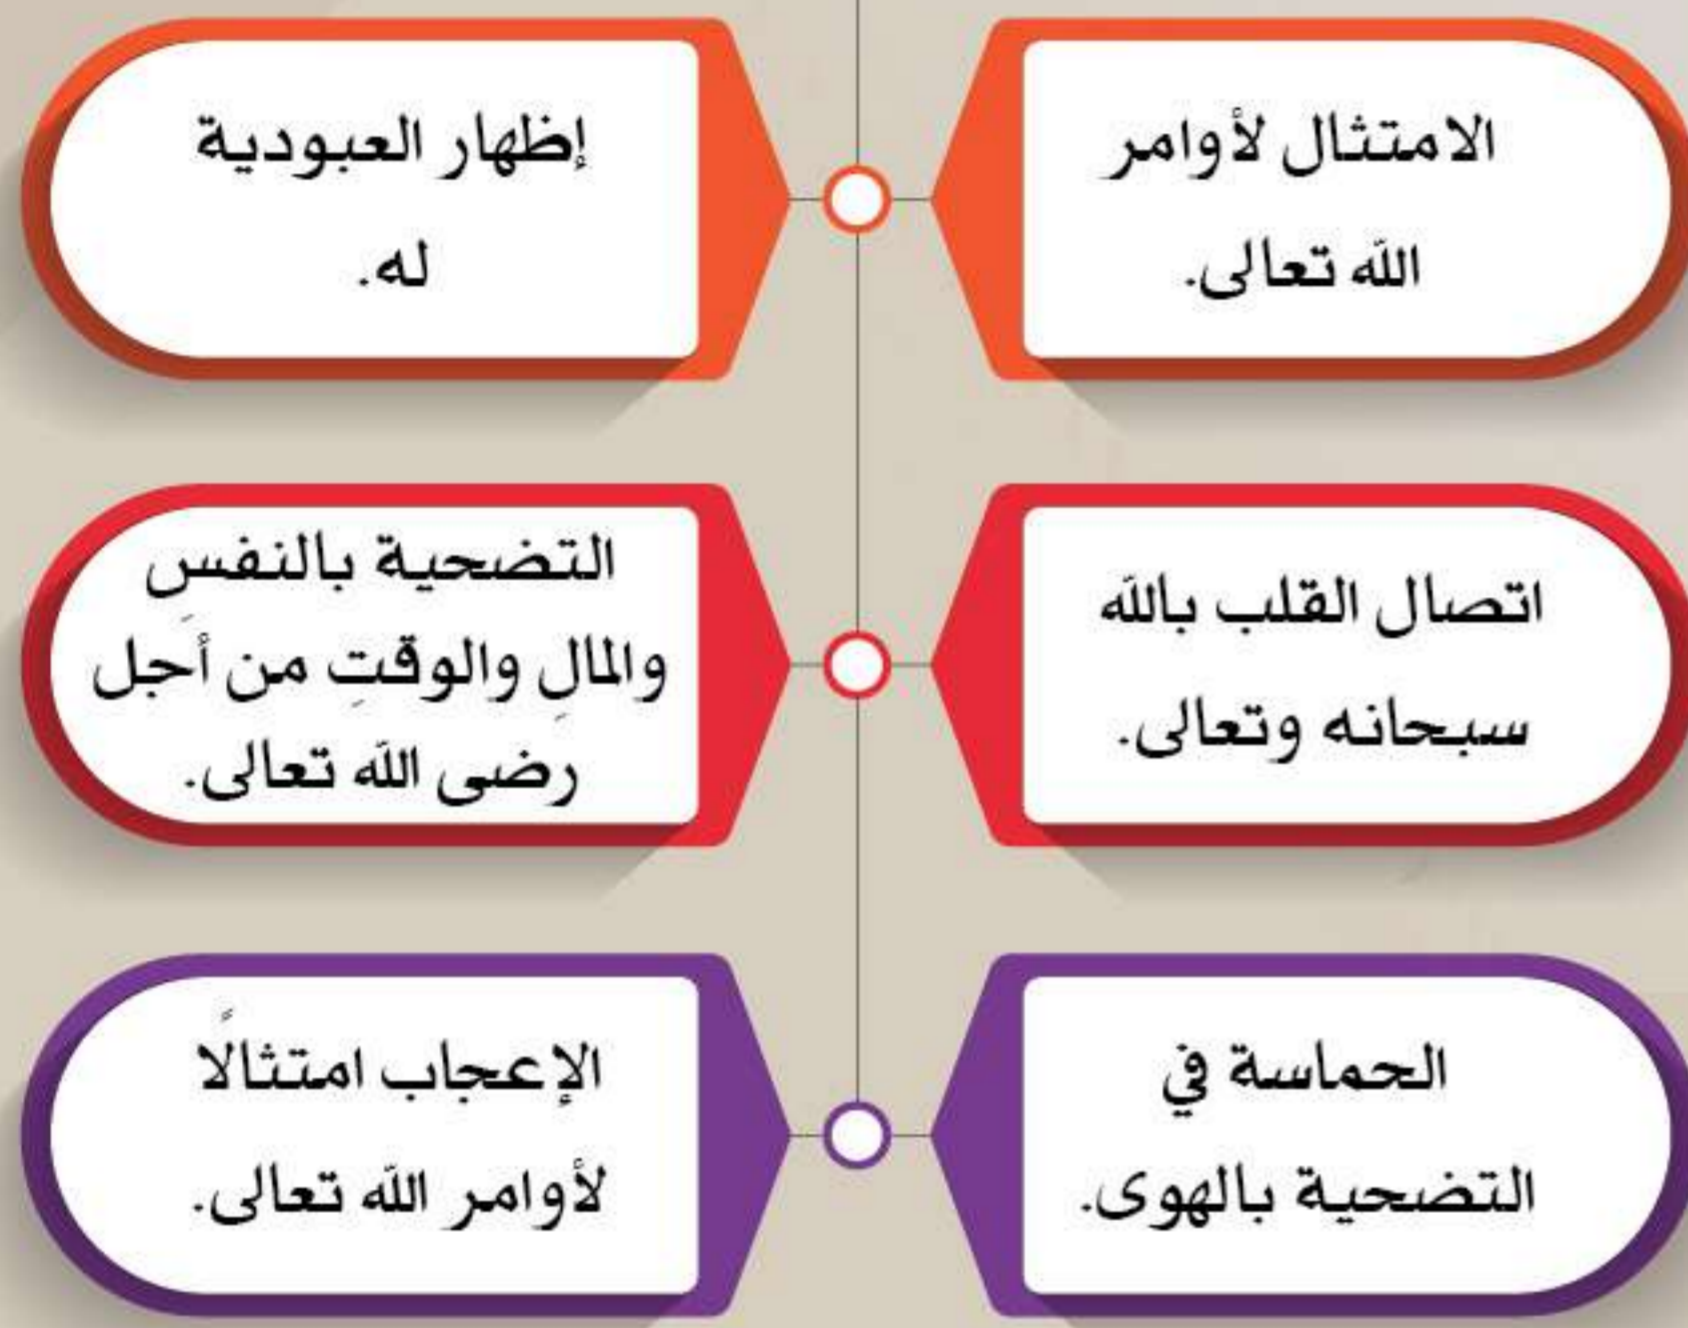 الامتثال لأوامر
الله تعالى.
إظهار العبودية
له.
اتصال القلب بالله
سبحانه وتعالى.
التضحية بالنفسِ
والمالِ والوقتِ من أَجل
رضى الله تعالى.
الحماسة في
التضحية بالهوى.
الإعجاب امتثالًا
لأوامر الله تعالى.